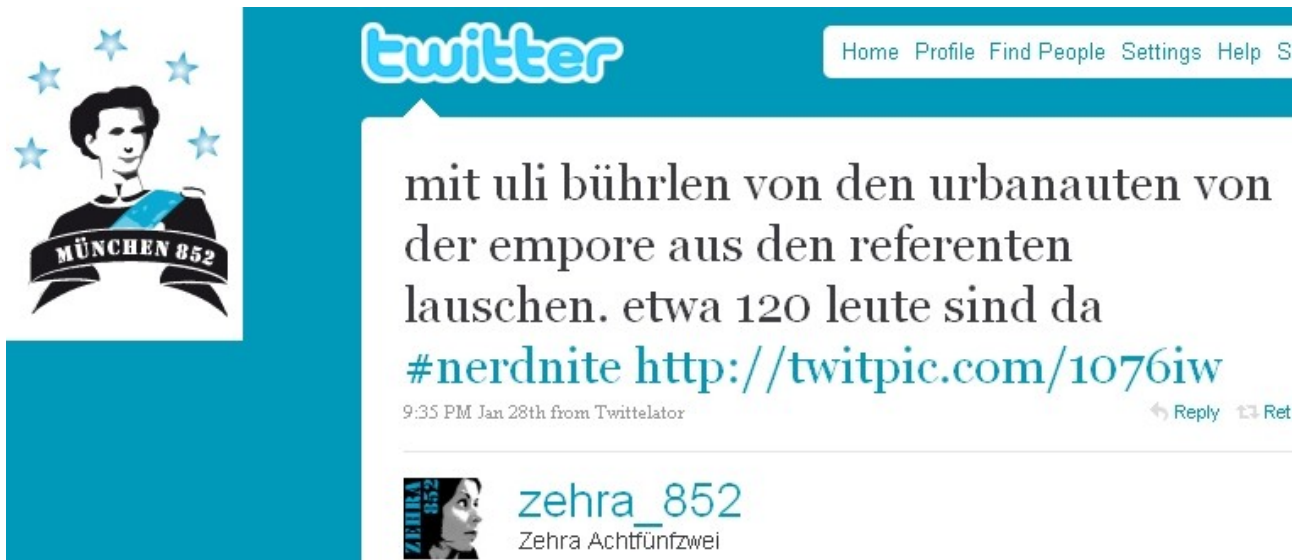 MÜNCHEN 852
twitter
Home Profile Find People Settings Help S
mit uli bührlen von den urbanauten von
der empore aus den referenten
lauschen. etwa 120 leute sind da
#nerdnite http://twitpic.com/1076iw
9:35 PM Jan 28th from Twittelator
Reply Ret
ZEHRA
852
zehra_852
Zehra Achtfünfzwei